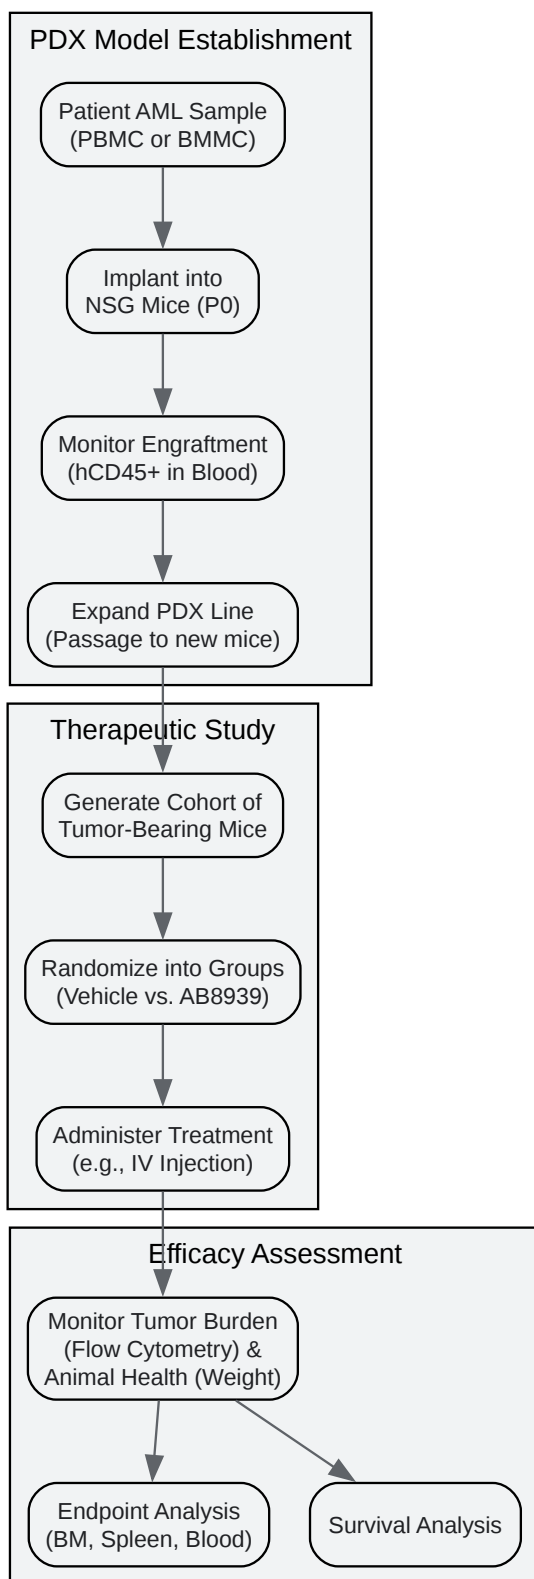 PDX Model Establishment
Patient AML Sample
(PBMC or BMMC)
Implant into
NSG Mice (P0)
Monitor Engraftment
(hCD45+ in Blood)
Expand PDX Line
(Passage to new mice)
Therapeutic Study
Generate Cohort of
Tumor-Bearing Mice
Randomize into Groups
(Vehicle vs. AB8939)
Administer Treatment
(e.g., IV Injection)
Efficacy Assessment
Monitor Tumor Burden
(Flow Cytometry) &
Animal Health (Weight)
Endpoint Analysis
(BM, Spleen, Blood)
Survival Analysis